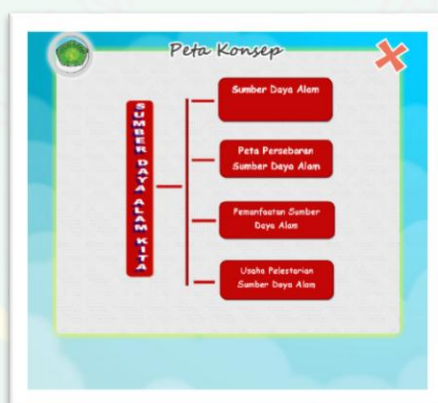 Peta Konsep
SUMBER DAYA ALAM KITA
Sumber Daya Alam
Peta Persebaran
Sumber Daya Alam
Pemanfaatan Sumber
Daya Alam
Usaha Pelestarian
Sumber Daya Alam